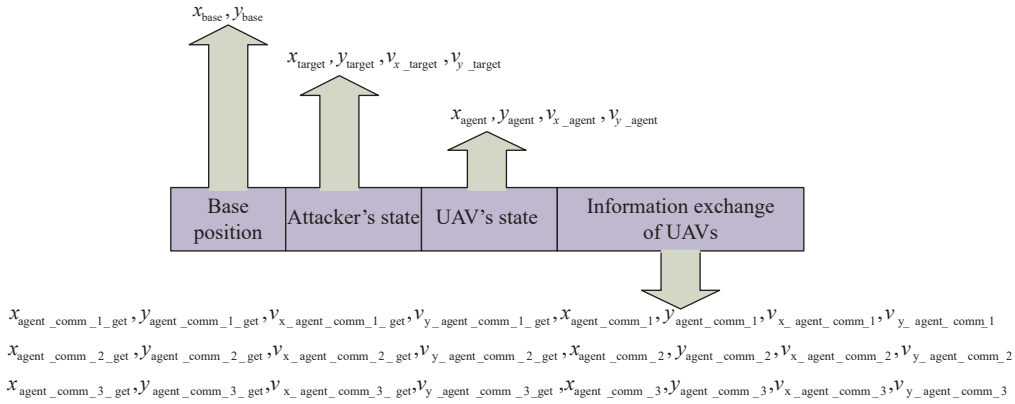 x_base, y_base
x_target, y_target, v_x_target, v_y_target
x_agent, y_agent, v_x_agent, v_y_agent
Base position
Attacker's state
UAV's state
Information exchange of UAVs
x_agent_comm_1_get, y_agent_comm_1_get, v_x_agent_comm_1_get, v_y_agent_comm_1_get, x_agent_comm_1, y_agent_comm_1, v_x_agent_comm_1, v_y_agent_comm_1
x_agent_comm_2_get, y_agent_comm_2_get, v_x_agent_comm_2_get, v_y_agent_comm_2_get, x_agent_comm_2, y_agent_comm_2, v_x_agent_comm_2, v_y_agent_comm_2
x_agent_comm_3_get, y_agent_comm_3_get, v_x_agent_comm_3_get, v_y_agent_comm_3_get, x_agent_comm_3, y_agent_comm_3, v_x_agent_comm_3, v_y_agent_comm_3